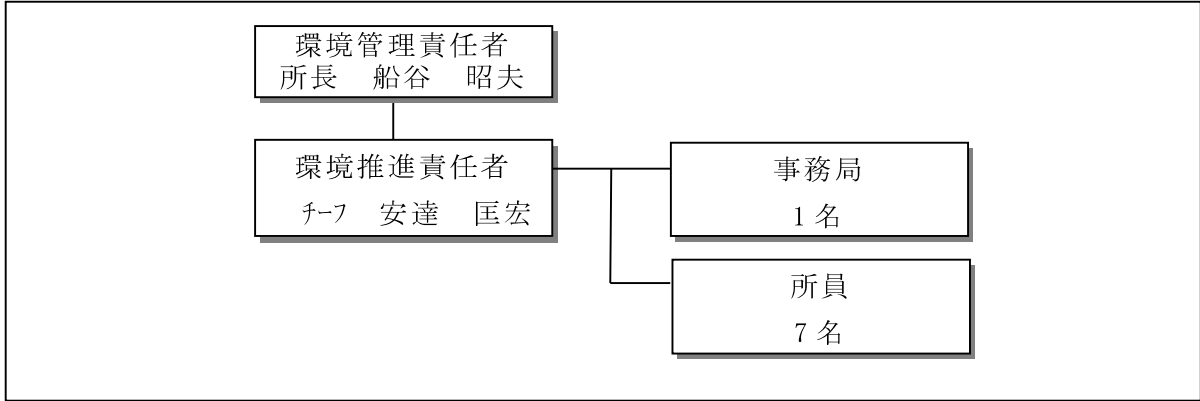 環境管理責任者
所長 船谷 昭夫
環境推進責任者
ﾁｰﾌ 安達 匡宏
事務局
1名
所員
7名